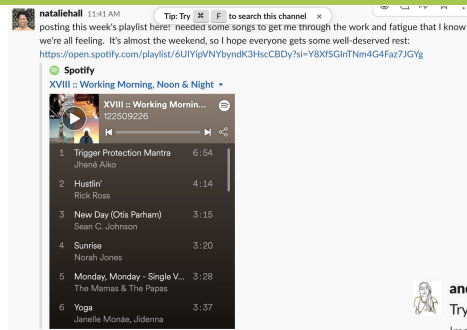 nataliehall 11:41 AM
Tip: Try ⌘ F to search this channel ×
posting this week's playlist here! needed some songs to get me through the work and fatigue that I know
we're all feeling. It's almost the weekend, so I hope everyone gets some well-deserved rest:
https://open.spotify.com/playlist/6UIYipVNYbyndK3HscCBDy?si=Y8XfSGlnTNm4G4Faz7JGYg
Spotify
XVIII :: Working Morning, Noon & Night
XVIII :: Working Mornin...
122509226
1 Trigger Protection Mantra 6:54
Jhené Aiko
2 Hustlin' 4:14
Rick Ross
3 New Day (Otis Parham) 3:15
Sean C. Johnson
4 Sunrise 3:20
Norah Jones
5 Monday, Monday - Single V... 3:28
The Mamas & The Papas
6 Yoga 3:37
Janelle Monáe, Jidenna
Try